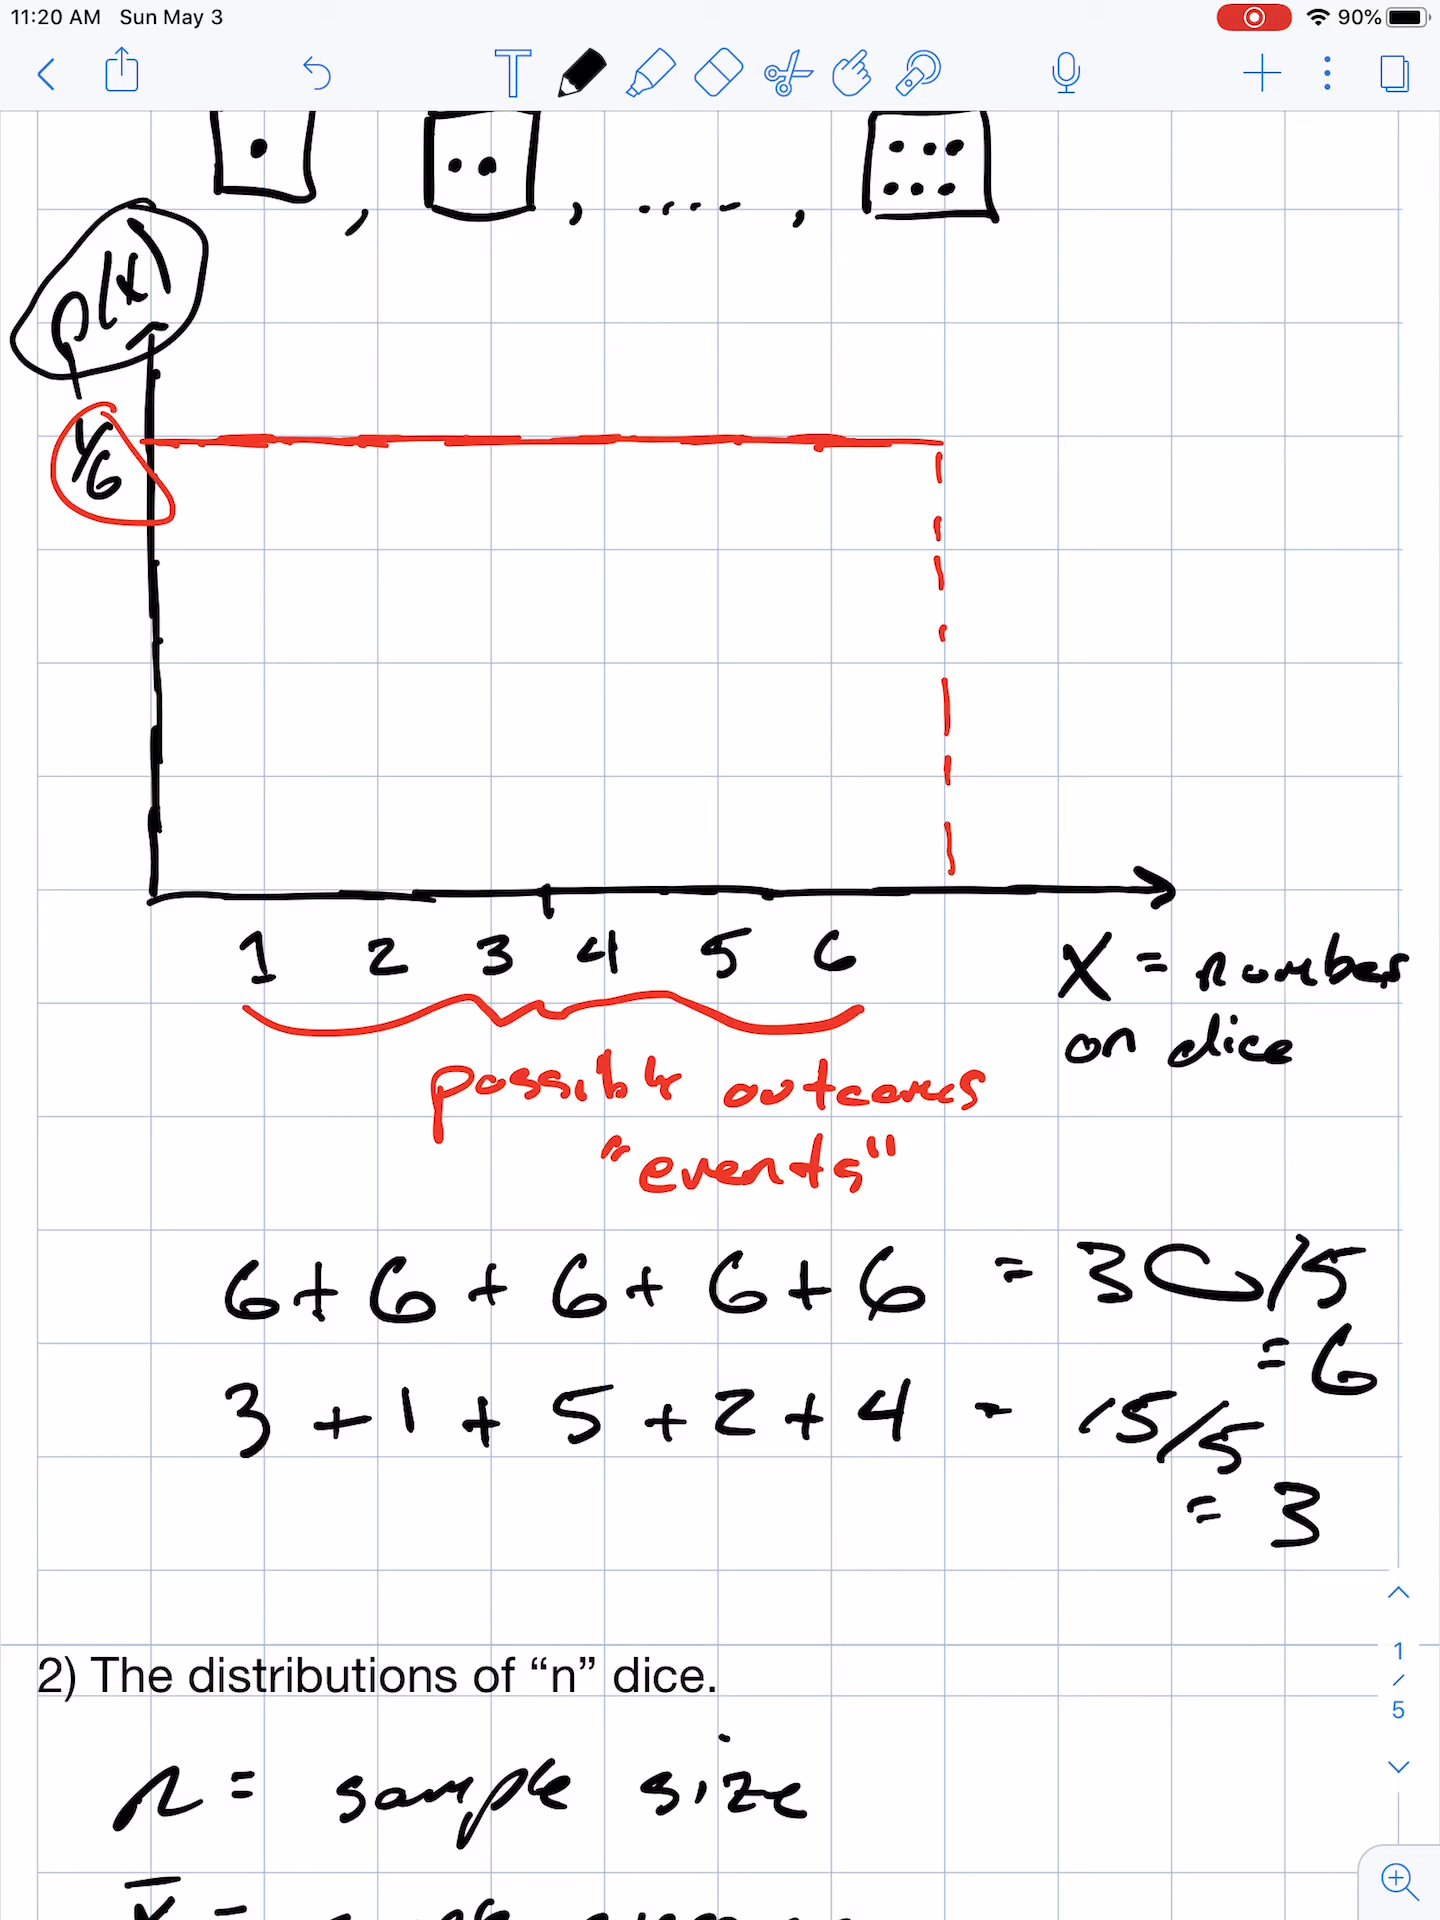 11:20 AM Sun May 3
90%
T
, , ...., ,
p(x)
1/6
1 2 3 4 5 6
X = number
on dice
possible outcomes
"events"
6 + 6 + 6 + 6 + 6 = 30/5
= 6
3 + 1 + 5 + 2 + 4 = 15/5
= 3
1
/
5
2) The distributions of “n” dice.
n = sample size
x̄ =